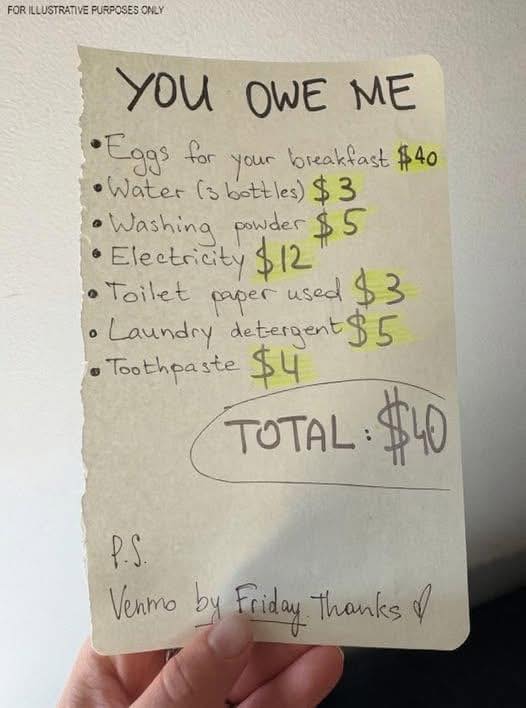 FOR ILLUSTRATIVE PURPOSES ONLY
YOU OWE ME
• Eggs for your breakfast $40
• Water (3 bottles) $3
• Washing powder $5
• Electricity $12
• Toilet paper used $3
• Laundry detergent $5
• Toothpaste $4
TOTAL: $40
P.S.
Venmo by Friday. Thanks ♡